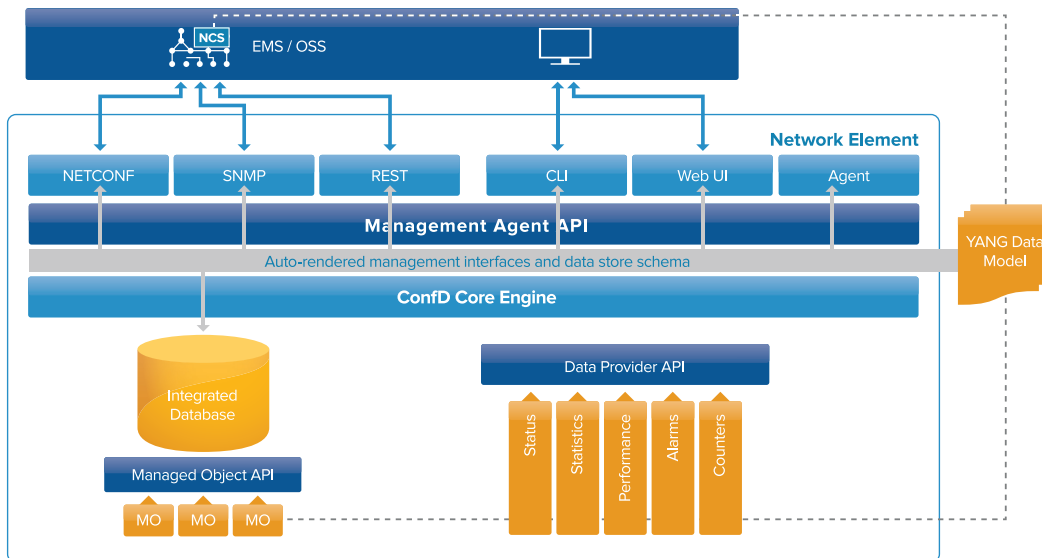 NCS
EMS / OSS
Network Element
NETCONF
SNMP
REST
CLI
Web UI
Agent
Management Agent API
YANG Data
Model
Auto-rendered management interfaces and data store schema
ConfD Core Engine
Integrated
Database
Data Provider API
Status
Statistics
Performance
Alarms
Counters
Managed Object API
MO
MO
MO